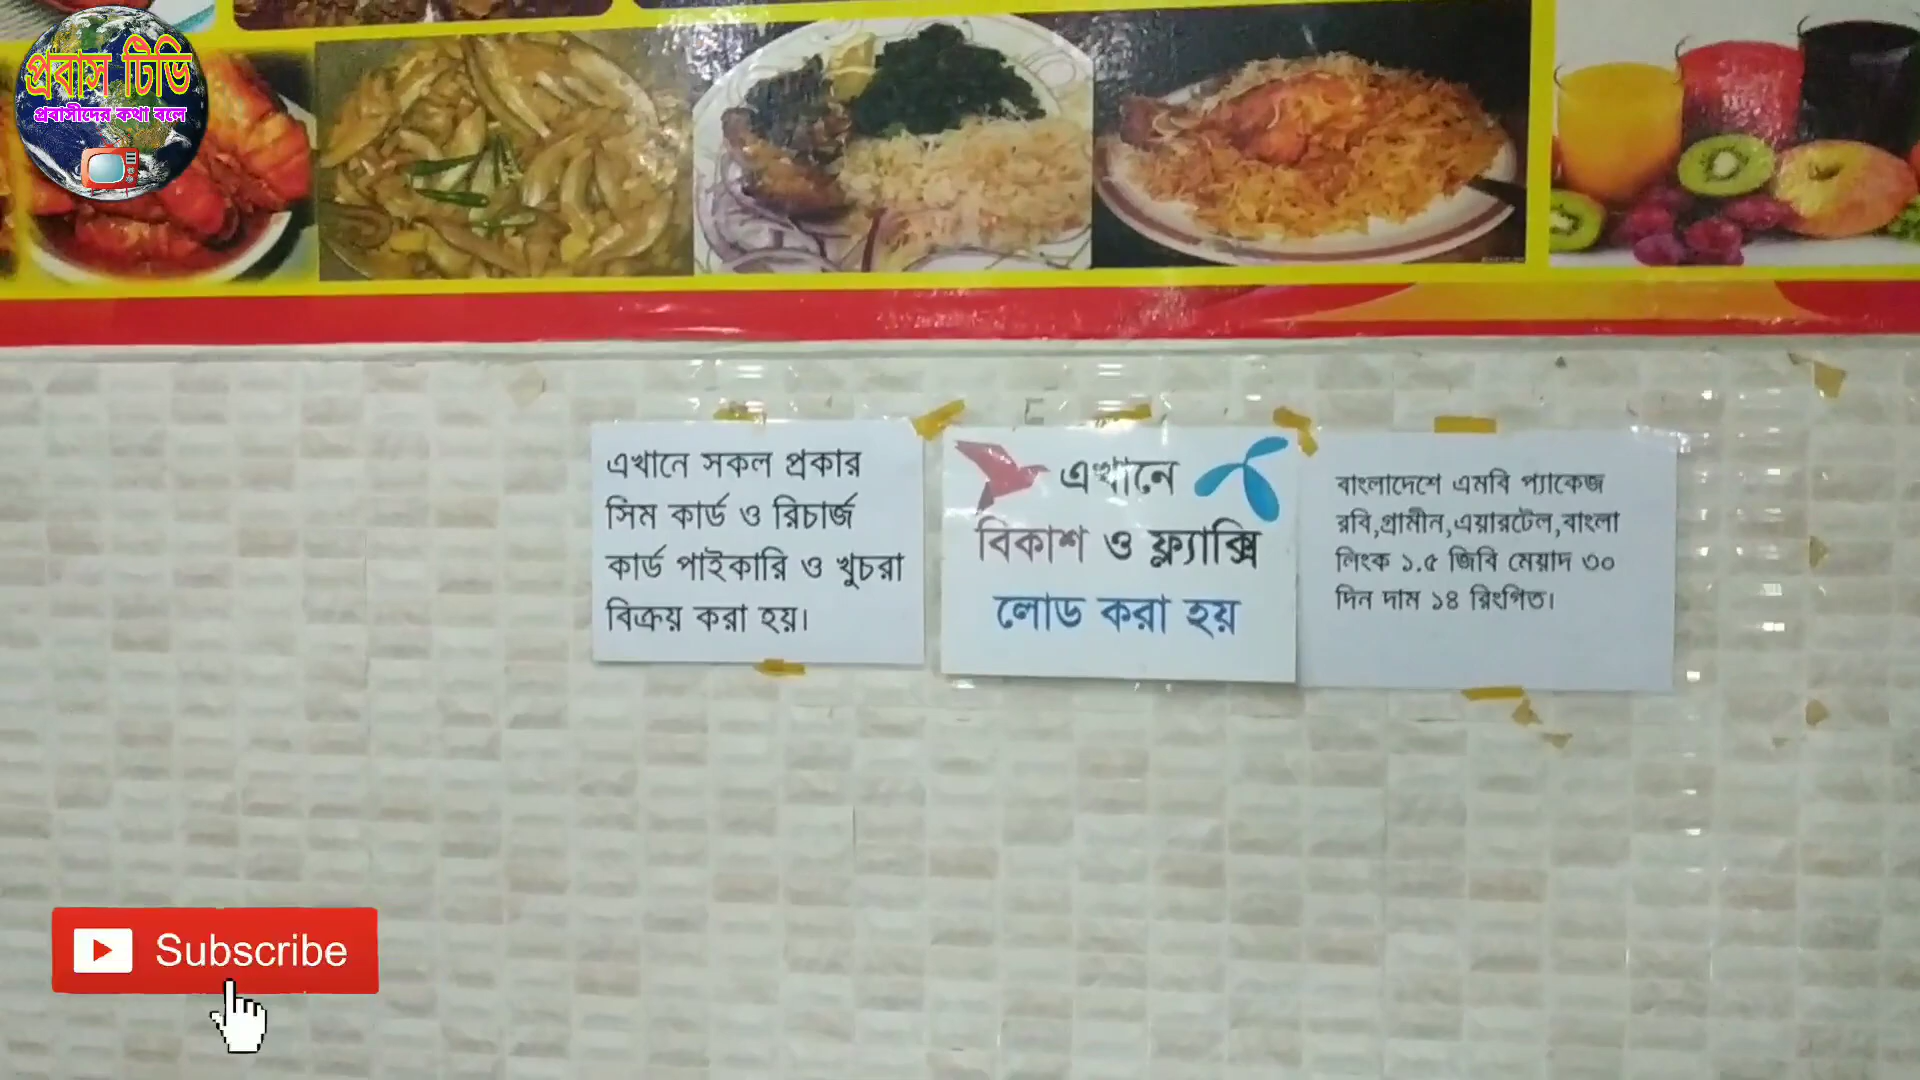 প্রবাস টিভি
প্রবাসীদের কথা বলে
এখানে সকল প্রকার
সিম কার্ড ও রিচার্জ
কার্ড পাইকারি ও খুচরা
বিক্রয় করা হয়।
এখানে
বিকাশ ও ফ্ল্যাক্সি
লোড করা হয়
বাংলাদেশে এমবি প্যাকেজ
রবি,গ্রামীন,এয়ারটেল,বাংলা
লিংক ১.৫ জিবি মেয়াদ ৩০
দিন দাম ১৪ রিংগিত।
Subscribe